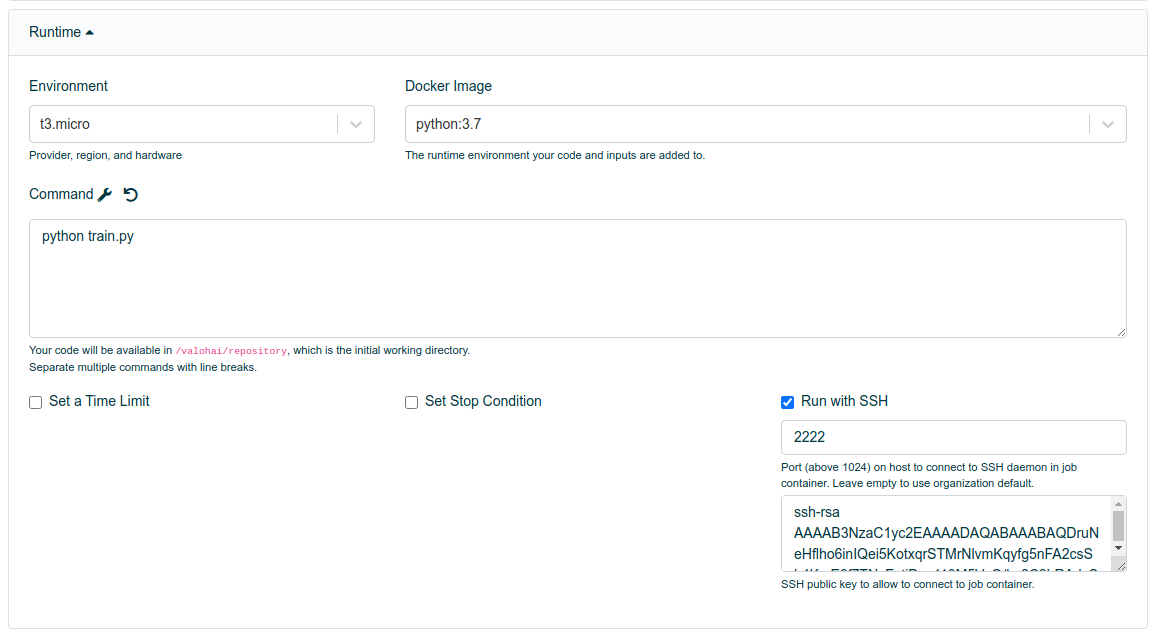 Runtime
Environment
Docker Image
t3.micro
python:3.7
Provider, region, and hardware
The runtime environment your code and inputs are added to.
Command
python train.py
Your code will be available in /valohai/repository, which is the initial working directory.
Separate multiple commands with line breaks.
Set a Time Limit
Set Stop Condition
Run with SSH
2222
Port (above 1024) on host to connect to SSH daemon in job
container. Leave empty to use organization default.
ssh-rsa
AAAAB3NzaC1yc2EAAAADAQABAAABAQDruN
eHflho6inIQei5KotxqrSTMrNlvmKqyfg5nFA2csS
SSH public key to allow to connect to job container.